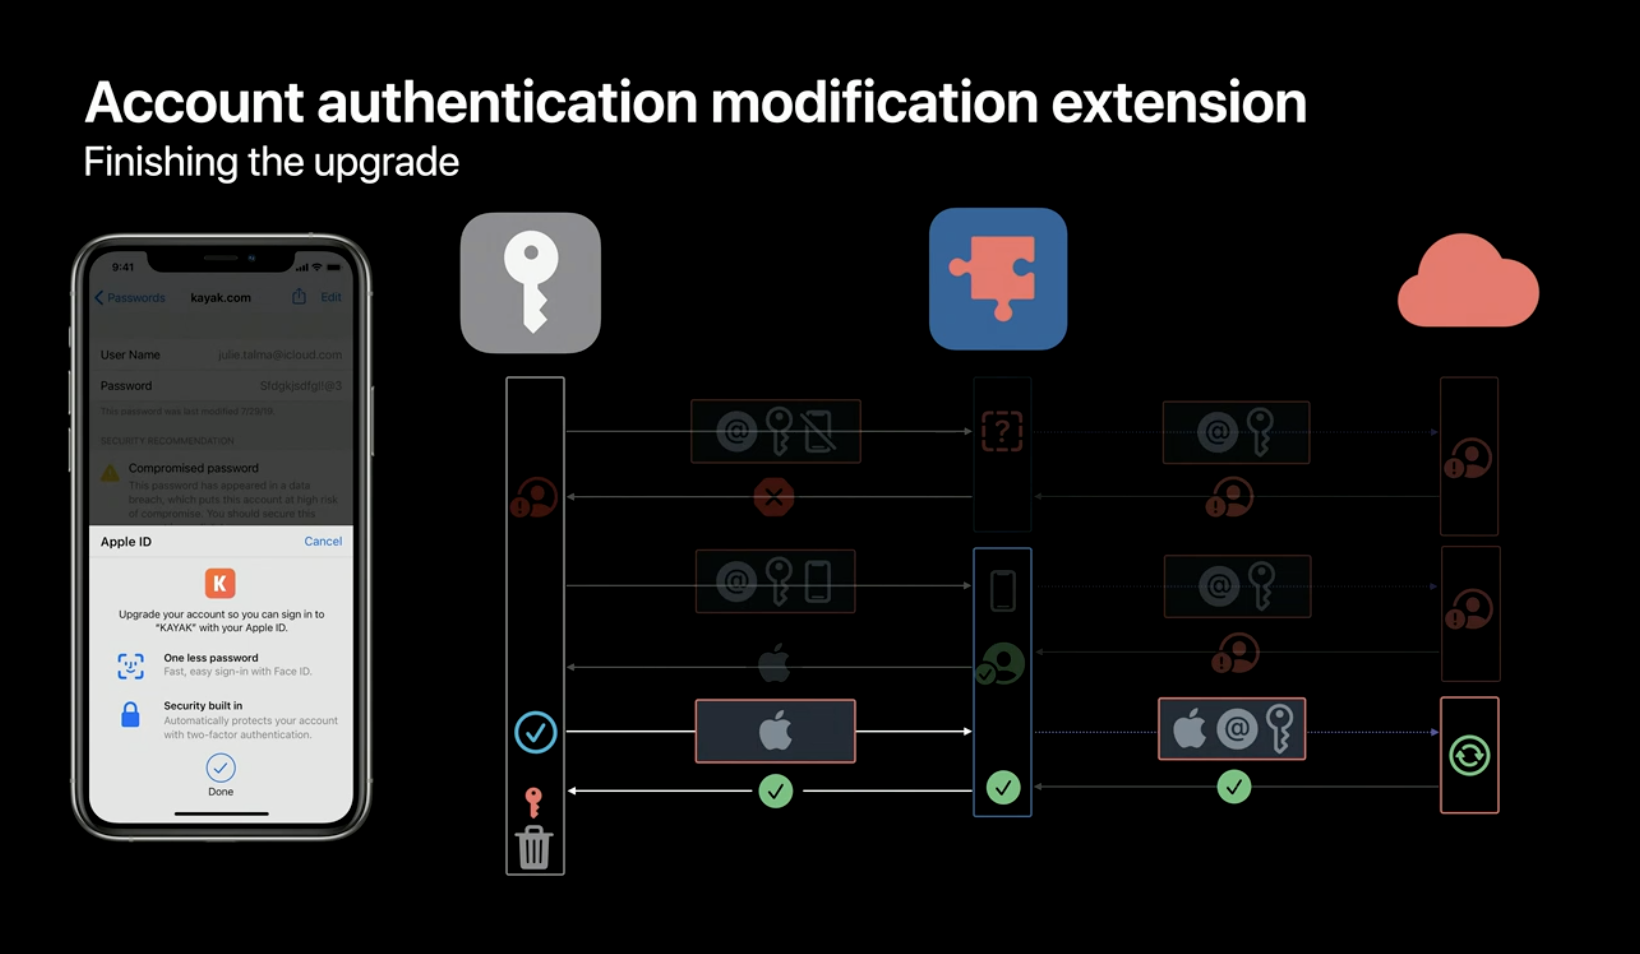 Account authentication modification extension
Finishing the upgrade
9:41
Passwords
kayak.com
Edit
User Name
julie.talma@icloud.com
Password
Sfdgkjsdfgl!@3
This password was last modified 7/29/19.
SECURITY RECOMMENDATION
Compromised password
This password has appeared in a data
breach, which puts this account at high risk
of compromise. You should secure this
Apple ID
Cancel
K
Upgrade your account so you can sign in to
“KAYAK” with your Apple ID.
One less password
Fast, easy sign-in with Face ID.
Security built in
Automatically protects your account
with two-factor authentication.
Done